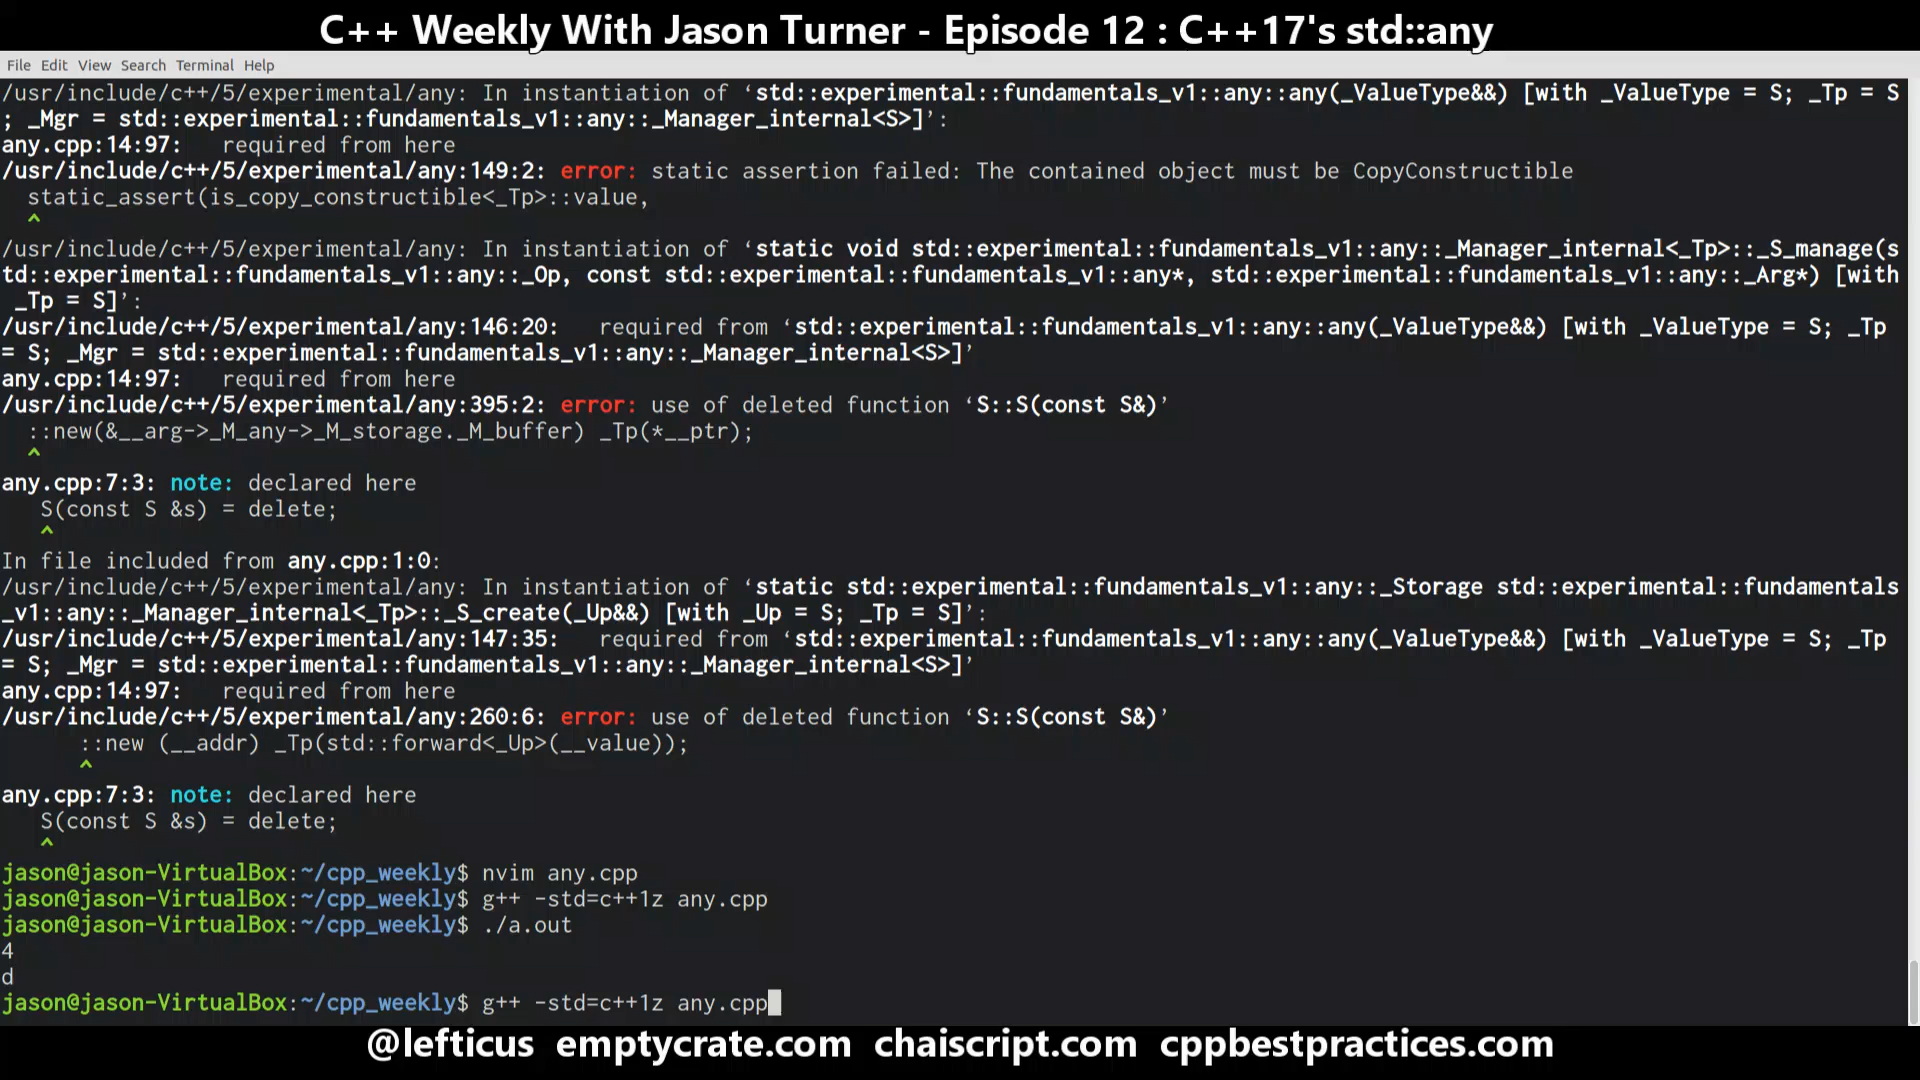 C++ Weekly With Jason Turner - Episode 12 : C++17's std::any
File Edit View Search Terminal Help
/usr/include/c++/5/experimental/any: In instantiation of ‘std::experimental::fundamentals_v1::any::any(_ValueType&&) [with _ValueType = S; _Tp = S
; _Mgr = std::experimental::fundamentals_v1::any::_Manager_internal<S>]’:
any.cpp:14:97:   required from here
/usr/include/c++/5/experimental/any:149:2: error: static assertion failed: The contained object must be CopyConstructible
  static_assert(is_copy_constructible<_Tp>::value,
  ^
/usr/include/c++/5/experimental/any: In instantiation of ‘static void std::experimental::fundamentals_v1::any::_Manager_internal<_Tp>::_S_manage(s
td::experimental::fundamentals_v1::any::_Op, const std::experimental::fundamentals_v1::any*, std::experimental::fundamentals_v1::any::_Arg*) [with
 _Tp = S]’:
/usr/include/c++/5/experimental/any:146:20:   required from ‘std::experimental::fundamentals_v1::any::any(_ValueType&&) [with _ValueType = S; _Tp 
= S; _Mgr = std::experimental::fundamentals_v1::any::_Manager_internal<S>]’
any.cpp:14:97:   required from here
/usr/include/c++/5/experimental/any:395:2: error: use of deleted function ‘S::S(const S&)’
  ::new(&__arg->_M_any->_M_storage._M_buffer) _Tp(*__ptr);
  ^
any.cpp:7:3: note: declared here
   S(const S &s) = delete;
   ^
In file included from any.cpp:1:0:
/usr/include/c++/5/experimental/any: In instantiation of ‘static std::experimental::fundamentals_v1::any::_Storage std::experimental::fundamentals
_v1::any::_Manager_internal<_Tp>::_S_create(_Up&&) [with _Up = S; _Tp = S]’:
/usr/include/c++/5/experimental/any:147:35:   required from ‘std::experimental::fundamentals_v1::any::any(_ValueType&&) [with _ValueType = S; _Tp 
= S; _Mgr = std::experimental::fundamentals_v1::any::_Manager_internal<S>]’
any.cpp:14:97:   required from here
/usr/include/c++/5/experimental/any:260:6: error: use of deleted function ‘S::S(const S&)’
      ::new (__addr) _Tp(std::forward<_Up>(__value));
      ^
any.cpp:7:3: note: declared here
   S(const S &s) = delete;
   ^
jason@jason-VirtualBox:~/cpp_weekly$ nvim any.cpp
jason@jason-VirtualBox:~/cpp_weekly$ g++ -std=c++1z any.cpp
jason@jason-VirtualBox:~/cpp_weekly$ ./a.out
4
d
jason@jason-VirtualBox:~/cpp_weekly$ g++ -std=c++1z any.cpp
@lefticus emptycrate.com chaiscript.com cppbestpractices.com